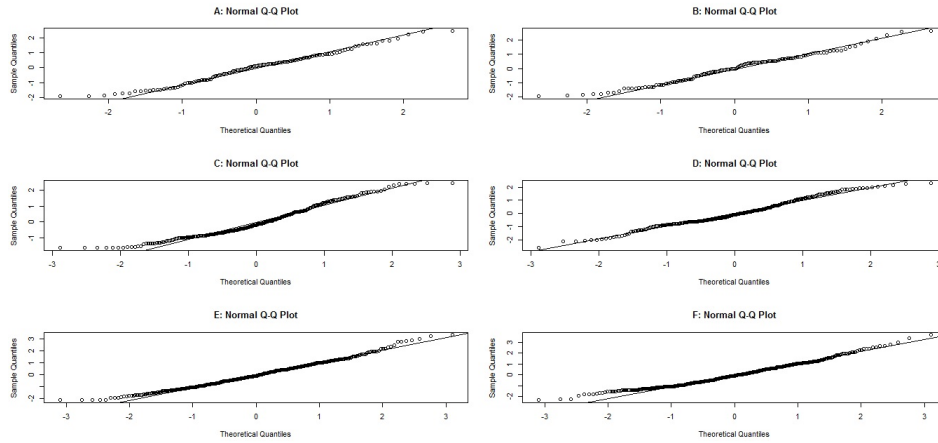 A: Normal Q-Q Plot
Sample Quantiles
2
1
0
-1
-2
-2 -1 0 1 2
Theoretical Quantiles
B: Normal Q-Q Plot
Sample Quantiles
2
1
0
-1
-2
-2 -1 0 1 2
Theoretical Quantiles
C: Normal Q-Q Plot
Sample Quantiles
2
1
0
-1
-3 -2 -1 0 1 2 3
Theoretical Quantiles
D: Normal Q-Q Plot
Sample Quantiles
2
1
0
-1
-2
-3 -2 -1 0 1 2 3
Theoretical Quantiles
E: Normal Q-Q Plot
Sample Quantiles
3
2
1
0
-2
-3 -2 -1 0 1 2 3
Theoretical Quantiles
F: Normal Q-Q Plot
Sample Quantiles
3
2
1
0
-2
-3 -2 -1 0 1 2 3
Theoretical Quantiles